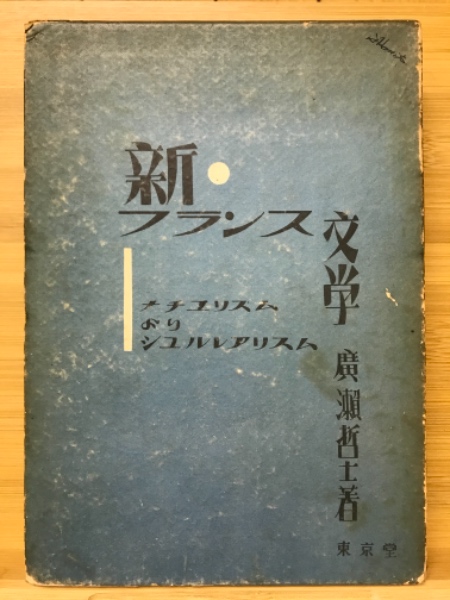 新・
フランス
文学
ナチユリスム
より
シユルレアリスム
廣瀬哲士著
東京堂